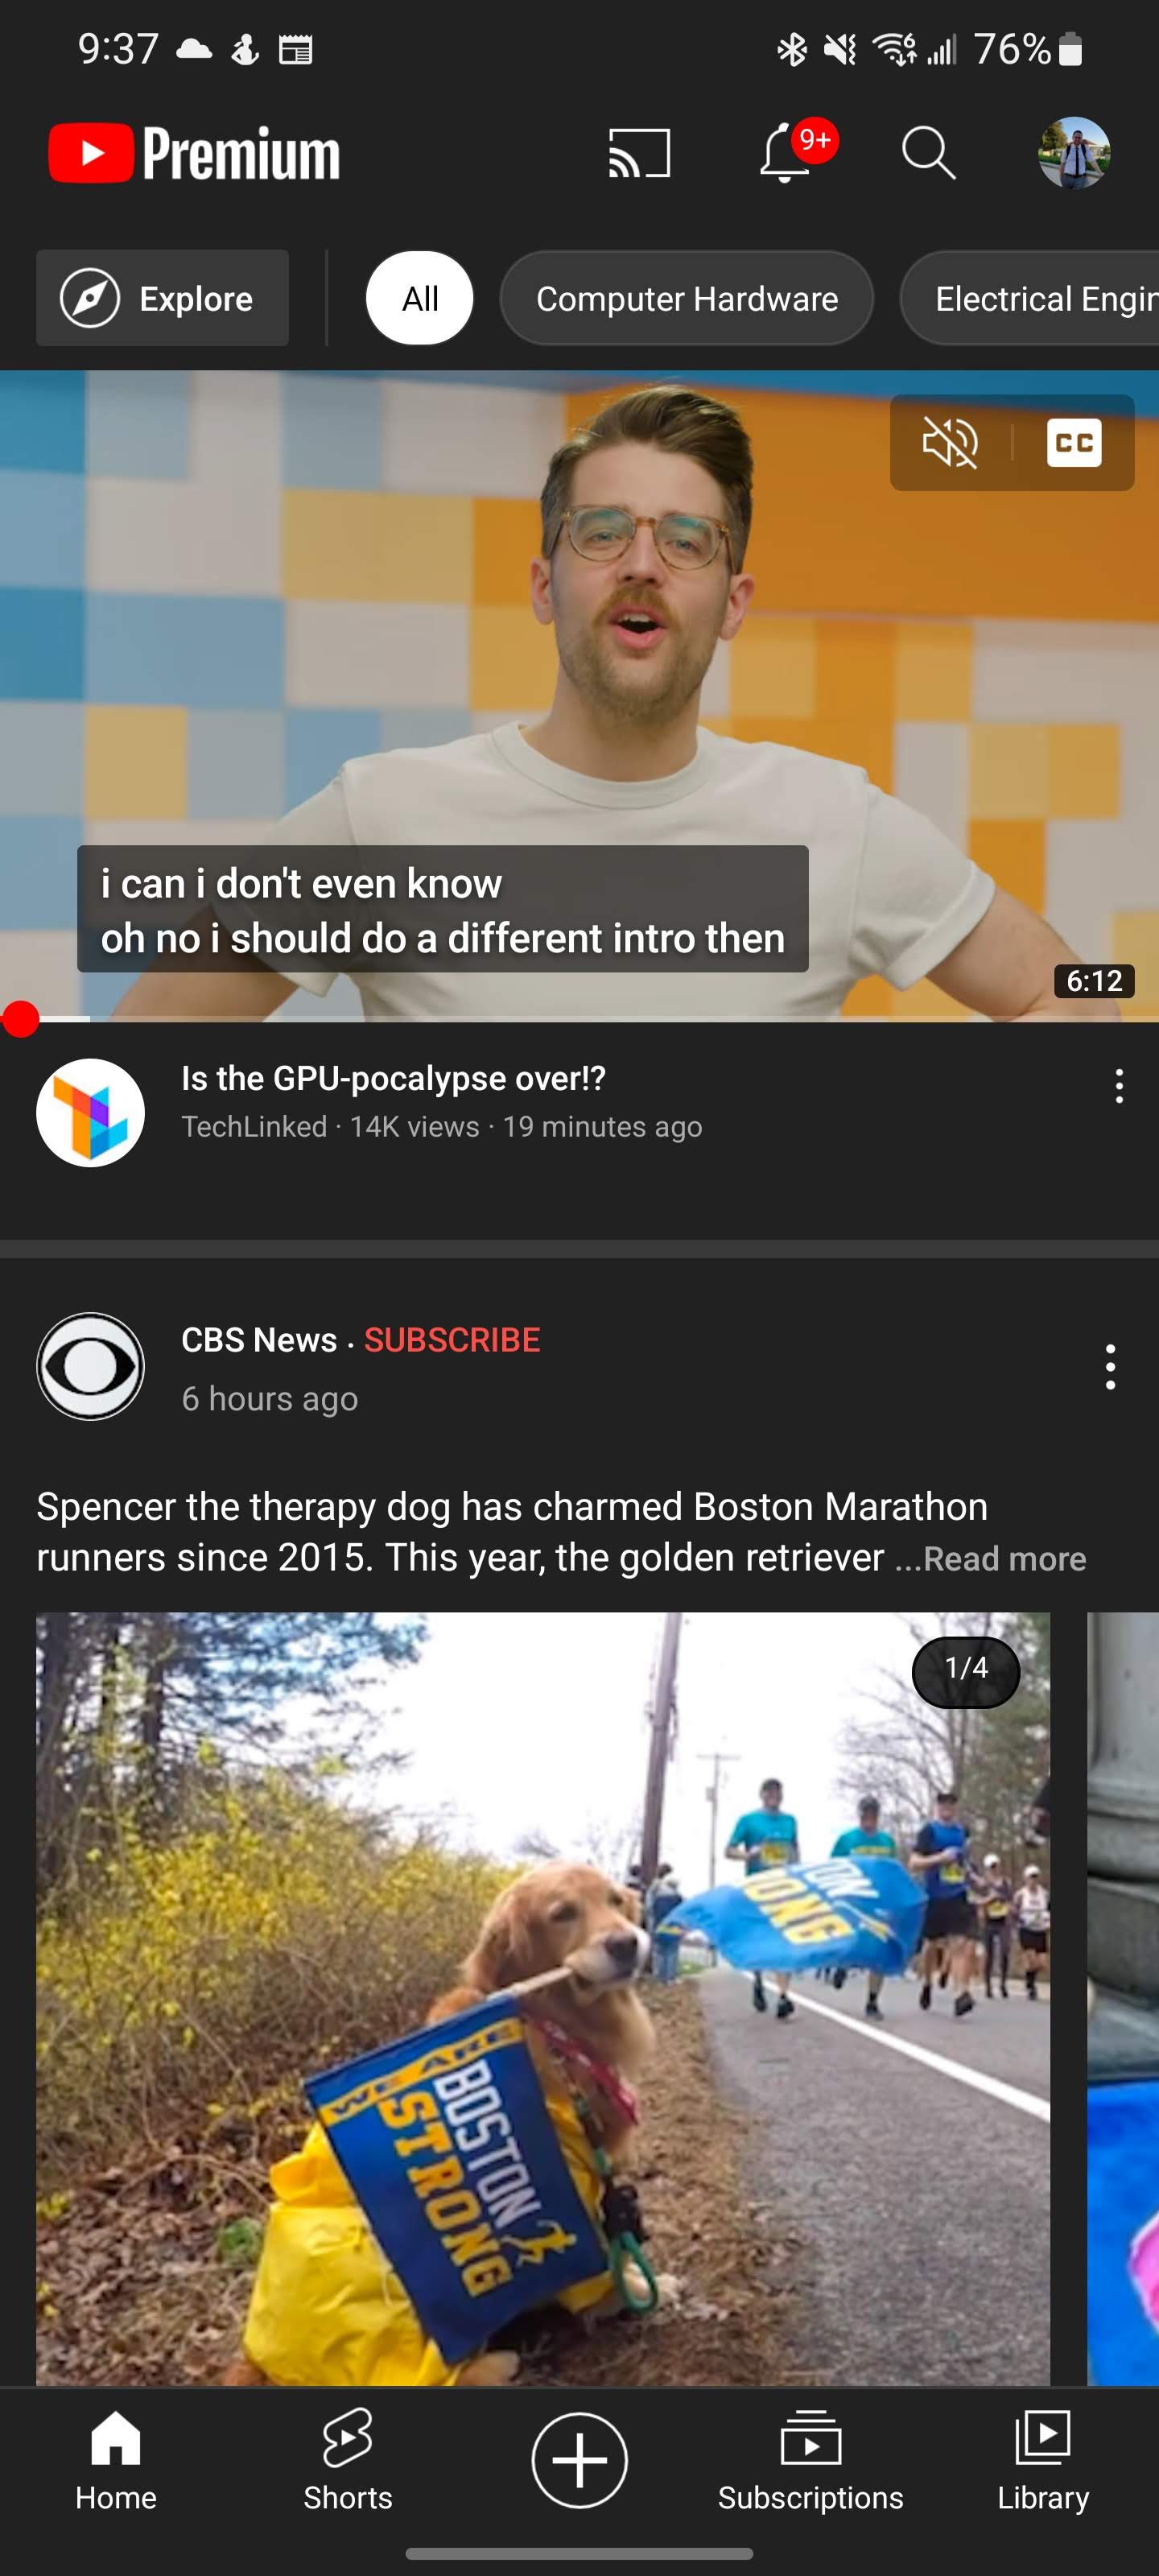 9:37
76%
Premium
9+
Explore
All
Computer Hardware
Electrical Engin
CC
i can i don't even know
oh no i should do a different intro then
6:12
Is the GPU-pocalypse over!?
TechLinked · 14K views · 19 minutes ago
CBS News · SUBSCRIBE
6 hours ago
Spencer the therapy dog has charmed Boston Marathon
runners since 2015. This year, the golden retriever ...Read more
1/4
WE ARE
BOSTON
STRONG
Home
Shorts
Subscriptions
Library